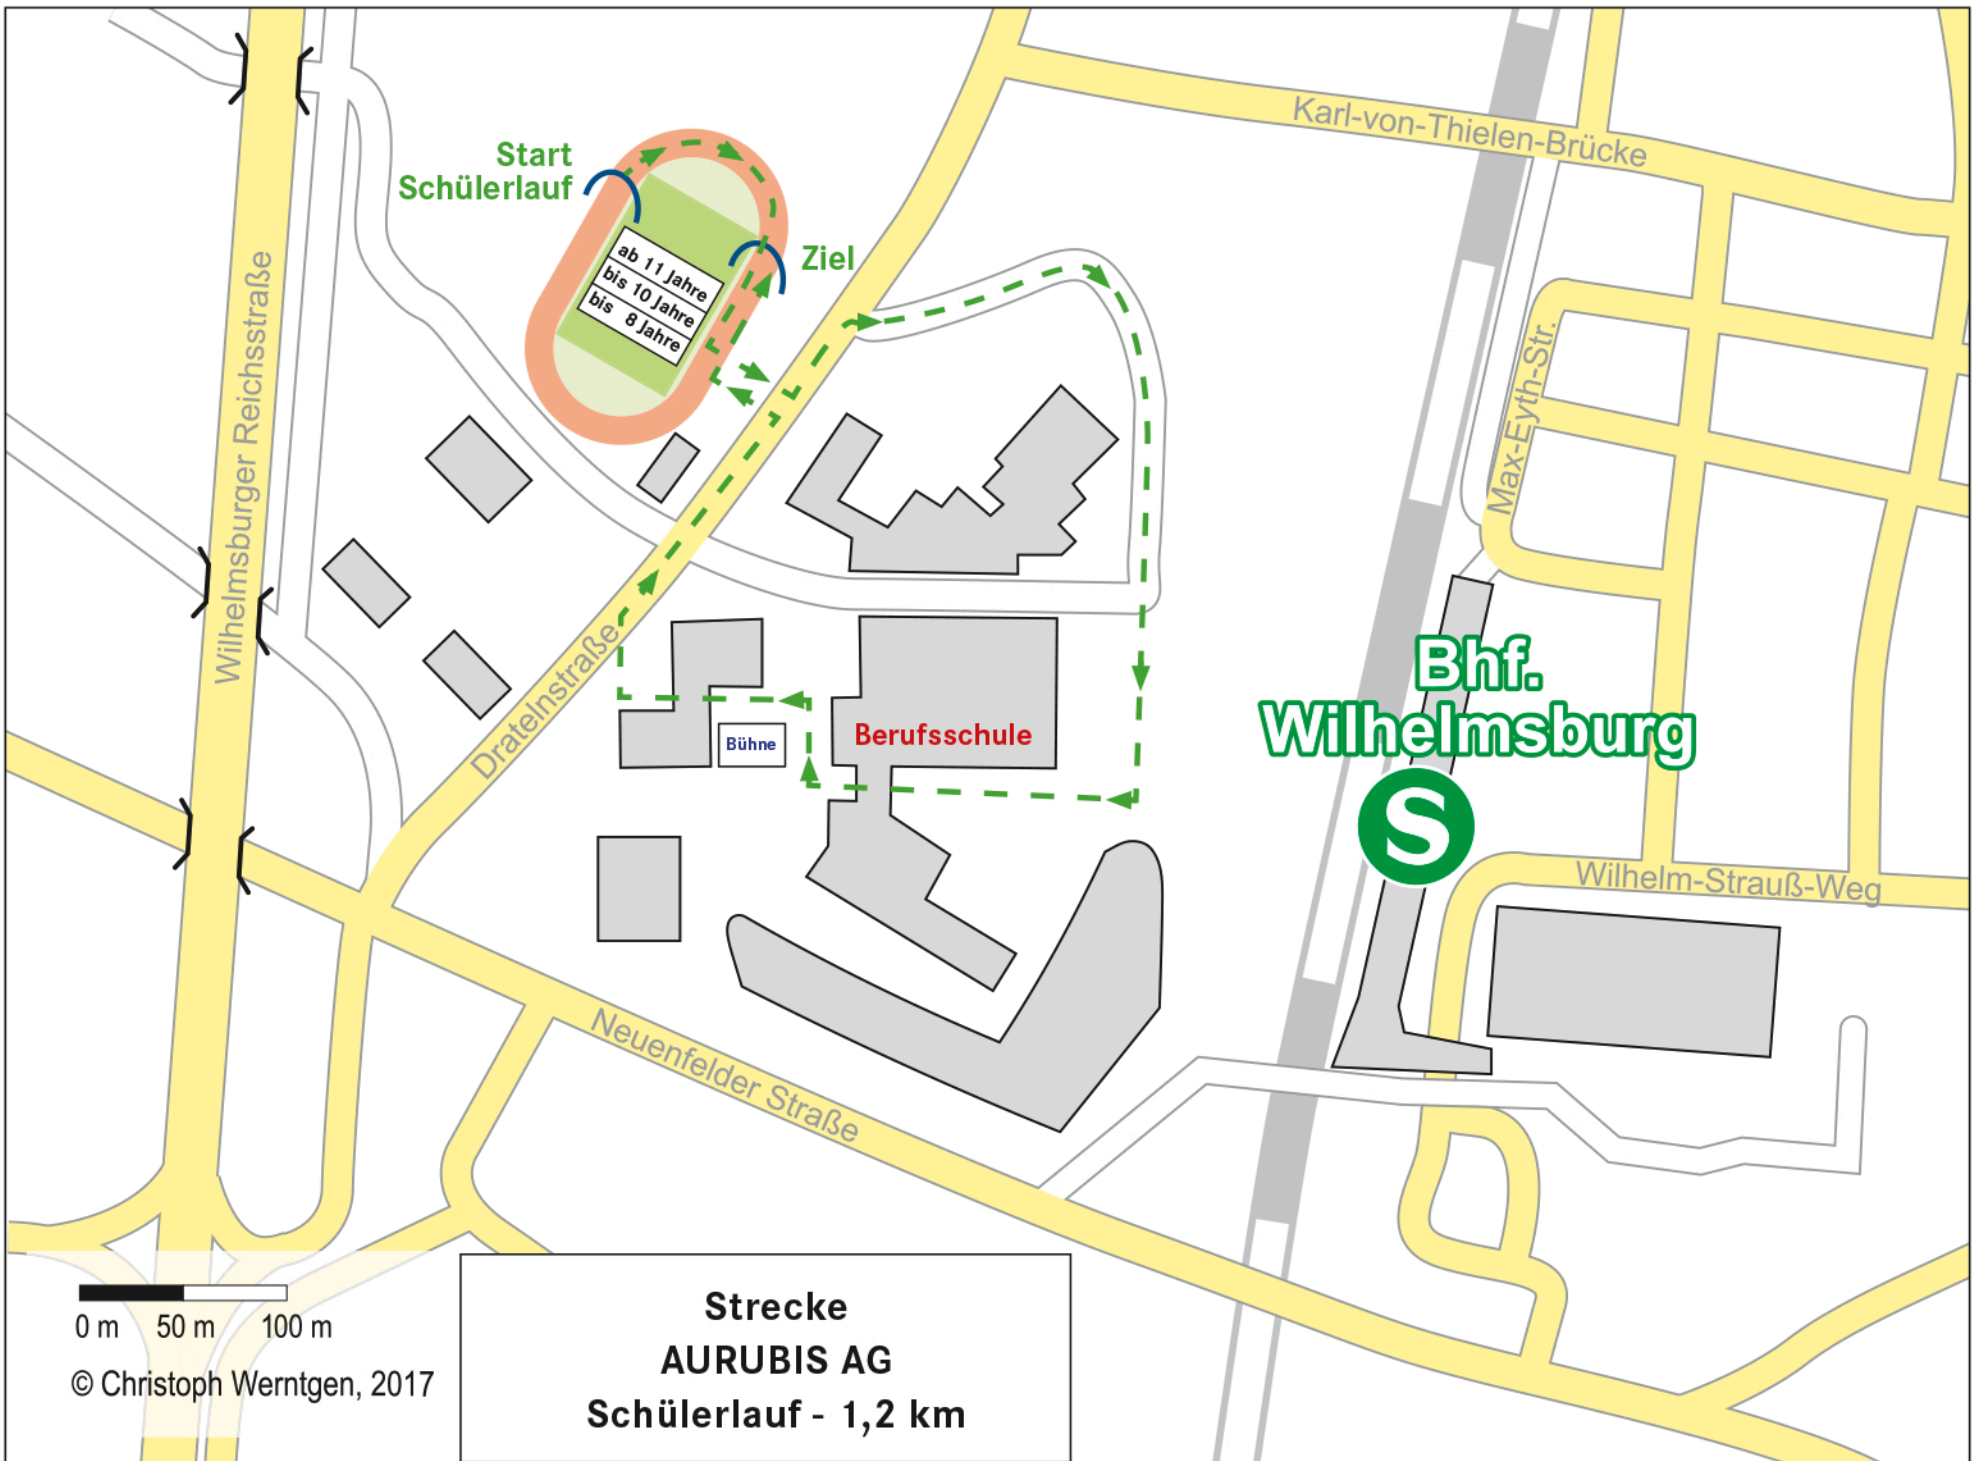 Karl-von-Thielen-Brücke
Start
Schülerlauf
Ziel
ab 11 Jahre
bis 10 Jahre
bis 8 Jahre
Wilhelmsburger Reichsstraße
Max-Eyth-Str.
Dratelnstraße
Bühne
Berufsschule
Bhf.
Wilhelmsburg
S
Wilhelm-Strauß-Weg
Neuenfelder Straße
0 m 50 m 100 m
© Christoph Werntgen, 2017
Strecke
AURUBIS AG
Schülerlauf - 1,2 km